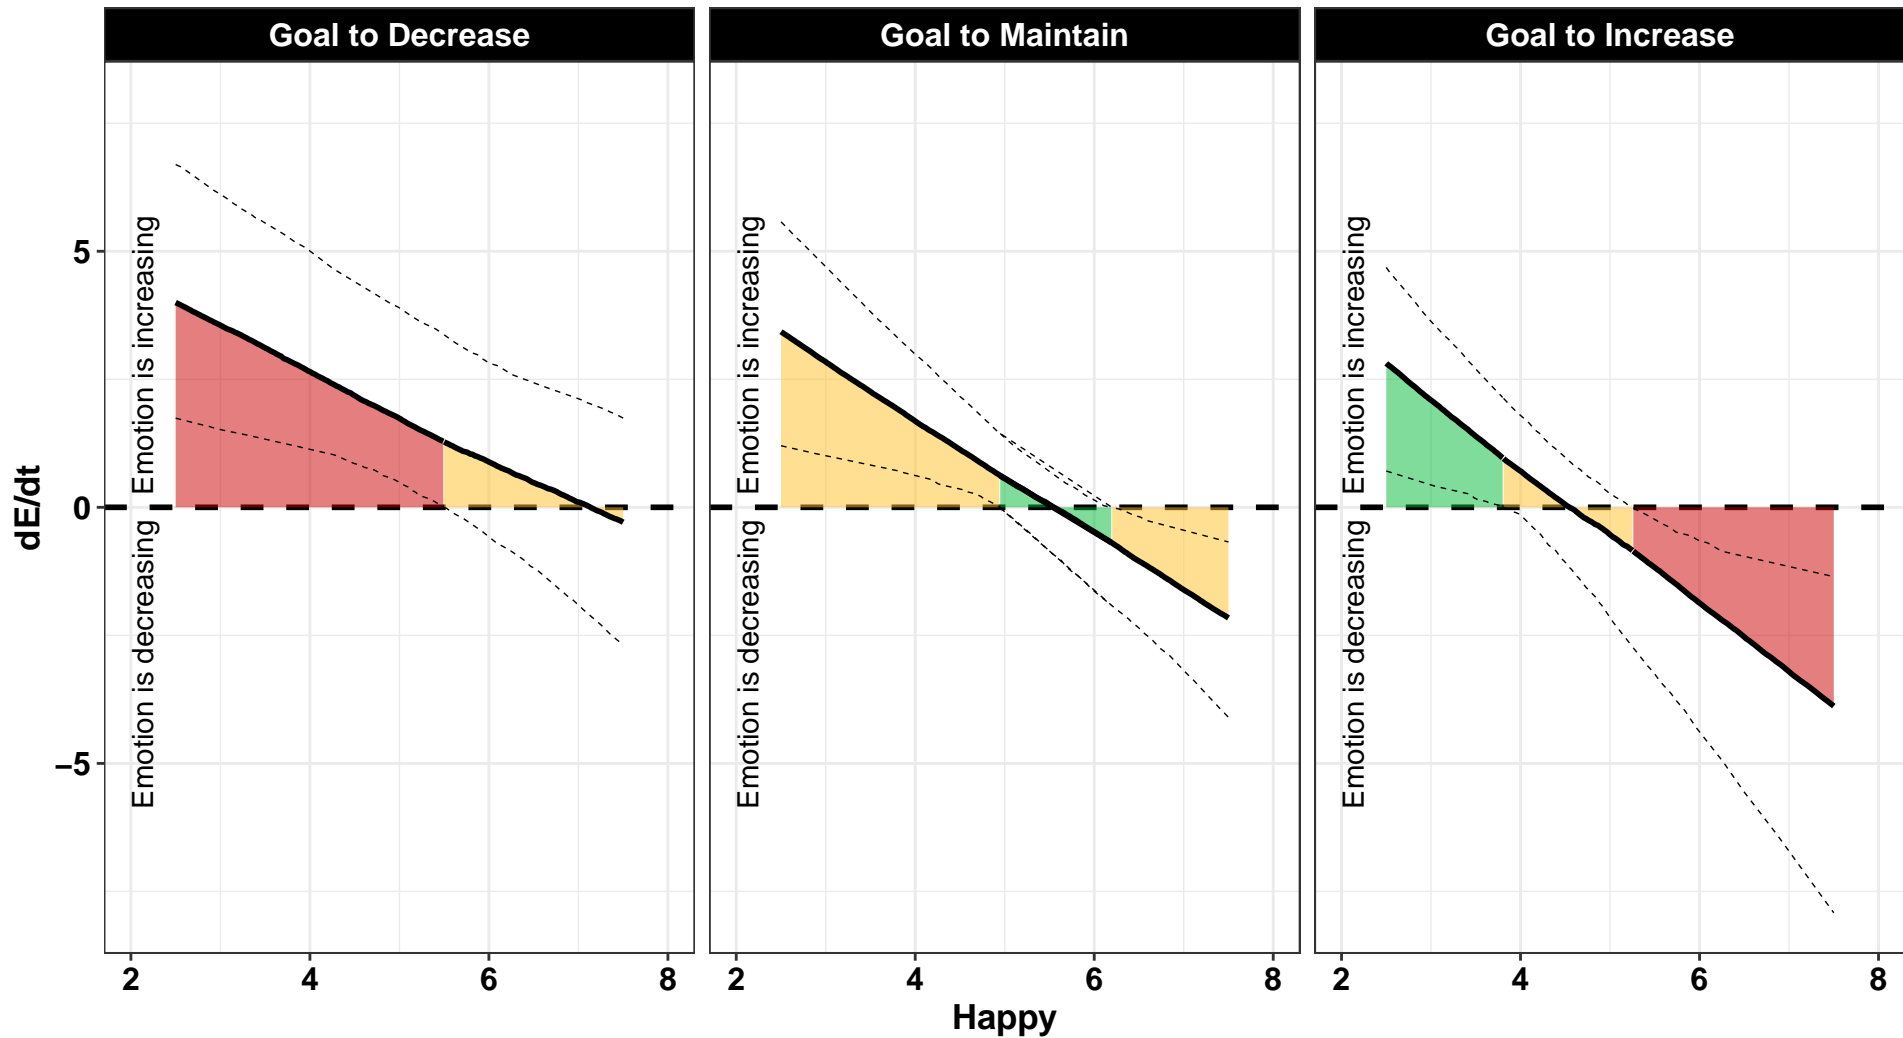 Goal to Decrease
Goal to Maintain
Goal to Increase
dE/dt
5
0
−5
Emotion is increasing
Emotion is decreasing
Emotion is increasing
Emotion is decreasing
Emotion is increasing
Emotion is decreasing
2 4 6 8
2 4 6 8
2 4 6 8
Happy